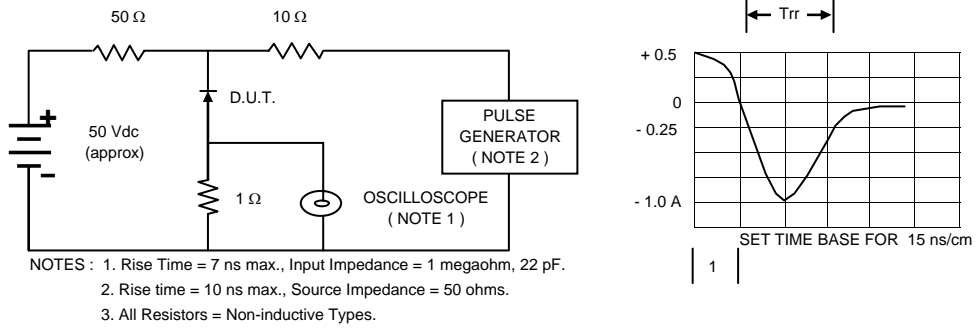 50 Ω
10 Ω
D.U.T.
+
50 Vdc
(approx)
-
1 Ω
OSCILLOSCOPE
( NOTE 1 )
PULSE
GENERATOR
( NOTE 2 )
NOTES : 1. Rise Time = 7 ns max., Input Impedance = 1 megaohm, 22 pF.
2. Rise time = 10 ns max., Source Impedance = 50 ohms.
3. All Resistors = Non-inductive Types.
Trr
+ 0.5
0
- 0.25
- 1.0 A
SET TIME BASE FOR 15 ns/cm
1